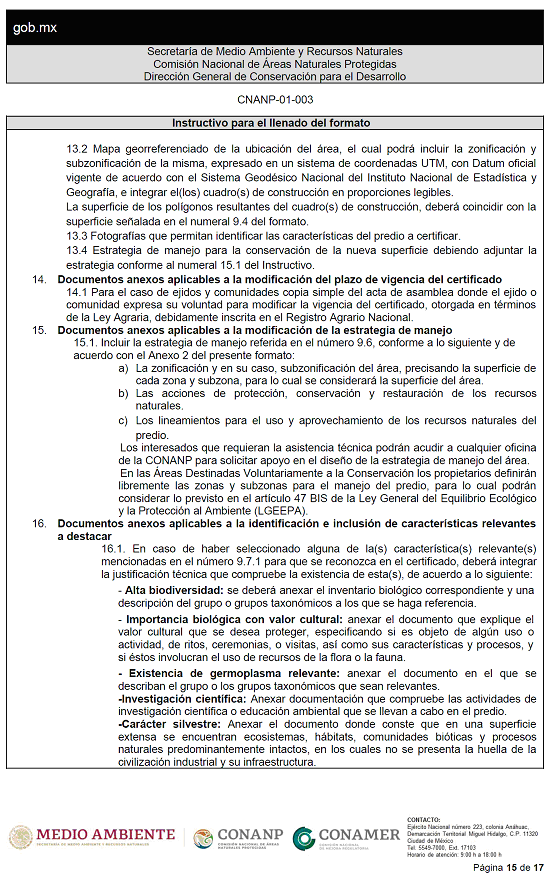 gob.mx
Secretaría de Medio Ambiente y Recursos Naturales
Comisión Nacional de Áreas Naturales Protegidas
Dirección General de Conservación para el Desarrollo
CNANP-01-003
Instructivo para el llenado del formato
13.2 Mapa georreferenciado de la ubicación del área, el cual podrá incluir la zonificación y
subzonificación de la misma, expresado en un sistema de coordenadas UTM, con Datum oficial
vigente de acuerdo con el Sistema Geodésico Nacional del Instituto Nacional de Estadística y
Geografía, e integrar el(los) cuadro(s) de construcción en proporciones legibles.
La superficie de los polígonos resultantes del cuadro(s) de construcción, deberá coincidir con la
superficie señalada en el numeral 9.4 del formato.
13.3 Fotografías que permitan identificar las características del predio a certificar.
13.4 Estrategia de manejo para la conservación de la nueva superficie debiendo adjuntar la
estrategia conforme al numeral 15.1 del Instructivo.
14. Documentos anexos aplicables a la modificación del plazo de vigencia del certificado
14.1 Para el caso de ejidos y comunidades copia simple del acta de asamblea donde el ejido o
comunidad expresa su voluntad para modificar la vigencia del certificado, otorgada en términos
de la Ley Agraria, debidamente inscrita en el Registro Agrario Nacional.
15. Documentos anexos aplicables a la modificación de la estrategia de manejo
15.1. Incluir la estrategia de manejo referida en el número 9.6, conforme a lo siguiente y de
acuerdo con el Anexo 2 del presente formato:
a) La zonificación y en su caso, subzonificación del área, precisando la superficie de
cada zona y subzona, para lo cual se considerará la superficie del área.
b) Las acciones de protección, conservación y restauración de los recursos
naturales.
c) Los lineamientos para el uso y aprovechamiento de los recursos naturales del
predio.
Los interesados que requieran la asistencia técnica podrán acudir a cualquier oficina
de la CONANP para solicitar apoyo en el diseño de la estrategia de manejo del área.
En las Áreas Destinadas Voluntariamente a la Conservación los propietarios definirán
libremente las zonas y subzonas para el manejo del predio, para lo cual podrán
considerar lo previsto en el artículo 47 BIS de la Ley General del Equilibrio Ecológico
y la Protección al Ambiente (LGEEPA).
16. Documentos anexos aplicables a la identificación e inclusión de características relevantes
a destacar
16.1. En caso de haber seleccionado alguna de la(s) característica(s) relevante(s)
mencionadas en el número 9.7.1 para que se reconozca en el certificado, deberá integrar
la justificación técnica que compruebe la existencia de esta(s), de acuerdo a lo siguiente:
- Alta biodiversidad: se deberá anexar el inventario biológico correspondiente y una
descripción del grupo o grupos taxonómicos a los que se haga referencia.
- Importancia biológica con valor cultural: anexar el documento que explique el
valor cultural que se desea proteger, especificando si es objeto de algún uso o
actividad, de ritos, ceremonias, o visitas, así como sus características y procesos, y
si éstos involucran el uso de recursos de la flora o la fauna.
- Existencia de germoplasma relevante: anexar el documento en el que se
describan el grupo o los grupos taxonómicos que sean relevantes.
-Investigación científica: Anexar documentación que compruebe las actividades de
investigación científica o educación ambiental que se llevan a cabo en el predio.
-Carácter silvestre: Anexar el documento donde conste que en una superficie
extensa se encuentran ecosistemas, hábitats, comunidades bióticas y procesos
naturales predominantemente intactos, en los cuales no se presenta la huella de la
civilización industrial y su infraestructura.
MEDIO AMBIENTE
SECRETARÍA DE MEDIO AMBIENTE Y RECURSOS NATURALES
CONANP
COMISIÓN NACIONAL DE ÁREAS NATURALES PROTEGIDAS
CONAMER
COMISIÓN NACIONAL DE MEJORA REGULATORIA
CONTACTO:
Ejército Nacional número 223, colonia Anáhuac,
Demarcación Territorial Miguel Hidalgo, C.P. 11320
Ciudad de México
Tel. 5549-7000, Ext. 17103
Horario de atención: 9:00 h a 18:00 h
Página 15 de 17